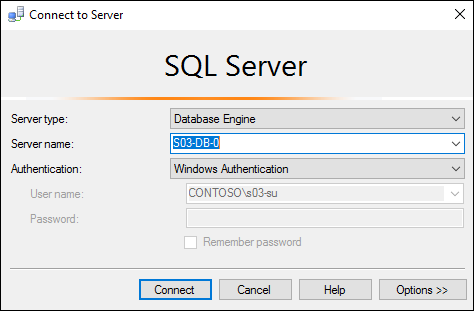 Connect to Server
SQL Server
Server type: Database Engine
Server name: S03-DB-0
Authentication: Windows Authentication
User name: CONTOSO\s03-su
Password:
Remember password
Connect Cancel Help Options >>